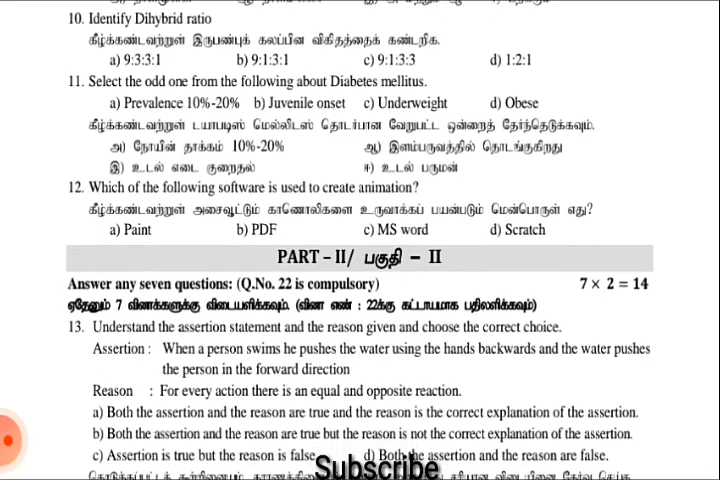 10. Identify Dihybrid ratio
கீழ்க்கண்டவற்றுள் இருபண்புக் கலப்பின விகிதத்தைக் கண்டறிக.
a) 9:3:3:1 b) 9:1:3:1 c) 9:1:3:3 d) 1:2:1
11. Select the odd one from the following about Diabetes mellitus.
a) Prevalence 10%-20% b) Juvenile onset c) Underweight d) Obese
கீழ்க்கண்டவற்றுள் டயாபடிஸ் மெல்லிடஸ் தொடர்பான வேறுபட்ட ஒன்றைத் தேர்ந்தெடுக்கவும்.
அ) நோயின் தாக்கம் 10%-20% ஆ) இளம்பருவத்தில் தொடங்குகிறது
இ) உடல் எடை குறைதல் ஈ) உடல் பருமன்
12. Which of the following software is used to create animation?
கீழ்க்கண்டவற்றுள் அசைவூட்டும் காணொலிகளை உருவாக்கப் பயன்படும் மென்பொருள் எது?
a) Paint b) PDF c) MS word d) Scratch
PART – II/ பகுதி – II
Answer any seven questions: (Q.No. 22 is compulsory) 7 × 2 = 14
ஏதேனும் 7 வினாக்களுக்கு விடையளிக்கவும். (வினா எண் : 22க்கு கட்டாயமாக பதிலளிக்கவும்)
13. Understand the assertion statement and the reason given and choose the correct choice.
Assertion : When a person swims he pushes the water using the hands backwards and the water pushes
the person in the forward direction
Reason : For every action there is an equal and opposite reaction.
a) Both the assertion and the reason are true and the reason is the correct explanation of the assertion.
b) Both the assertion and the reason are true but the reason is not the correct explanation of the assertion.
c) Assertion is true but the reason is false. d) Both the assertion and the reason are false.
Subscribe